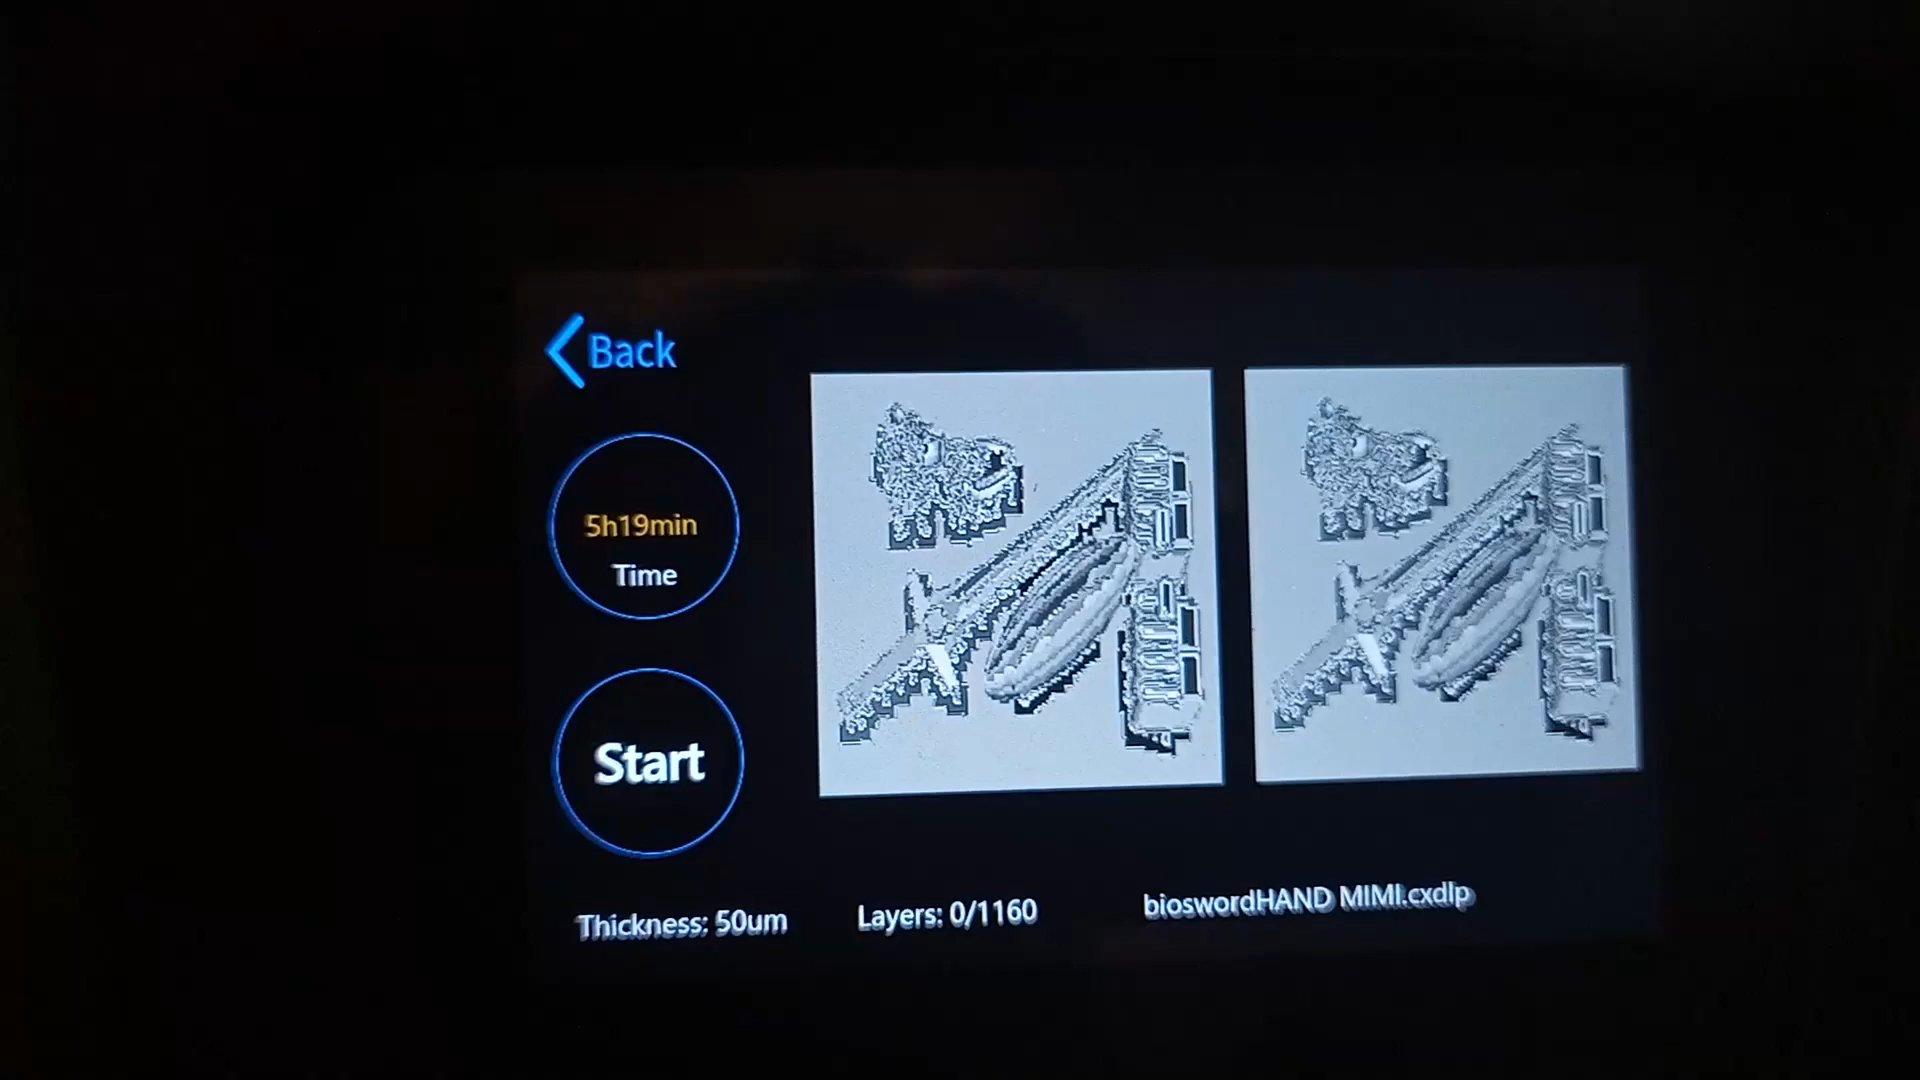 Back
5h19min
Time
Start
Thickness: 50um
Layers: 0/1160
bioswordHAND MIMI.cxdlp